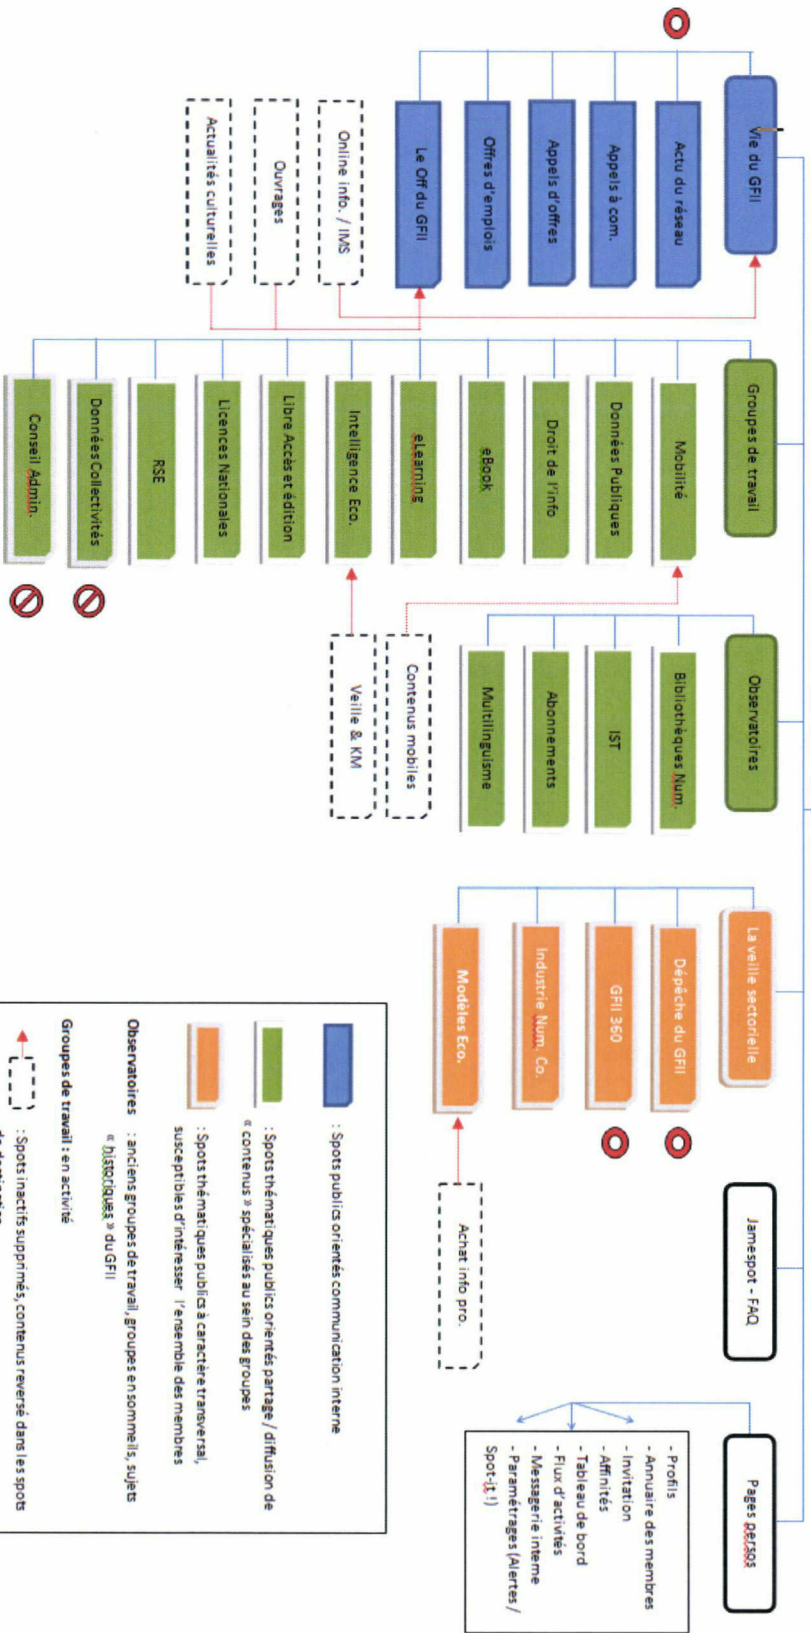 Vie du GFII
Actu du réseau
Appels à com.
Appels d'offres
Offres d'emplois
Le Off du GFII
Online info. / IMS
Ouvrages
Actualités culturelles
Groupes de travail
Mobilité
Données Publiques
Droit de l'info
eBook
eLearning
Intelligence Eco.
Libre Accès et édition
Licences Nationales
RSE
Données Collectivités
Conseil Admin.
Observatoires
Bibliothèques Num.
IST
Abonnements
Multilinguisme
Contenus mobiles
Veille & KM
La veille sectorielle
Dépêche du GFII
GFII 360
Industrie Num. Co.
Modèles Eco.
Achat info pro.
Jamespot - FAQ
Pages persos
- Profils
- Annuaire des membres
- Invitation
- Affinités
- Tableau de bord
- Flux d'activités
- Messagerie interne
- Paramétrages (Alertes /
Spot-it !)
: Spots publics orientés communication interne
: Spots thématiques publics orientés partage / diffusion de
« contenus » spécialisés au sein des groupes
: Spots thématiques publics à caractère transversal,
susceptibles d'intéresser l'ensemble des membres
Observatoires : anciens groupes de travail, groupes en sommeils, sujets
« historiques » du GFII
Groupes de travail : en activité
: Spots inactifs supprimés, contenus reversé dans les spots